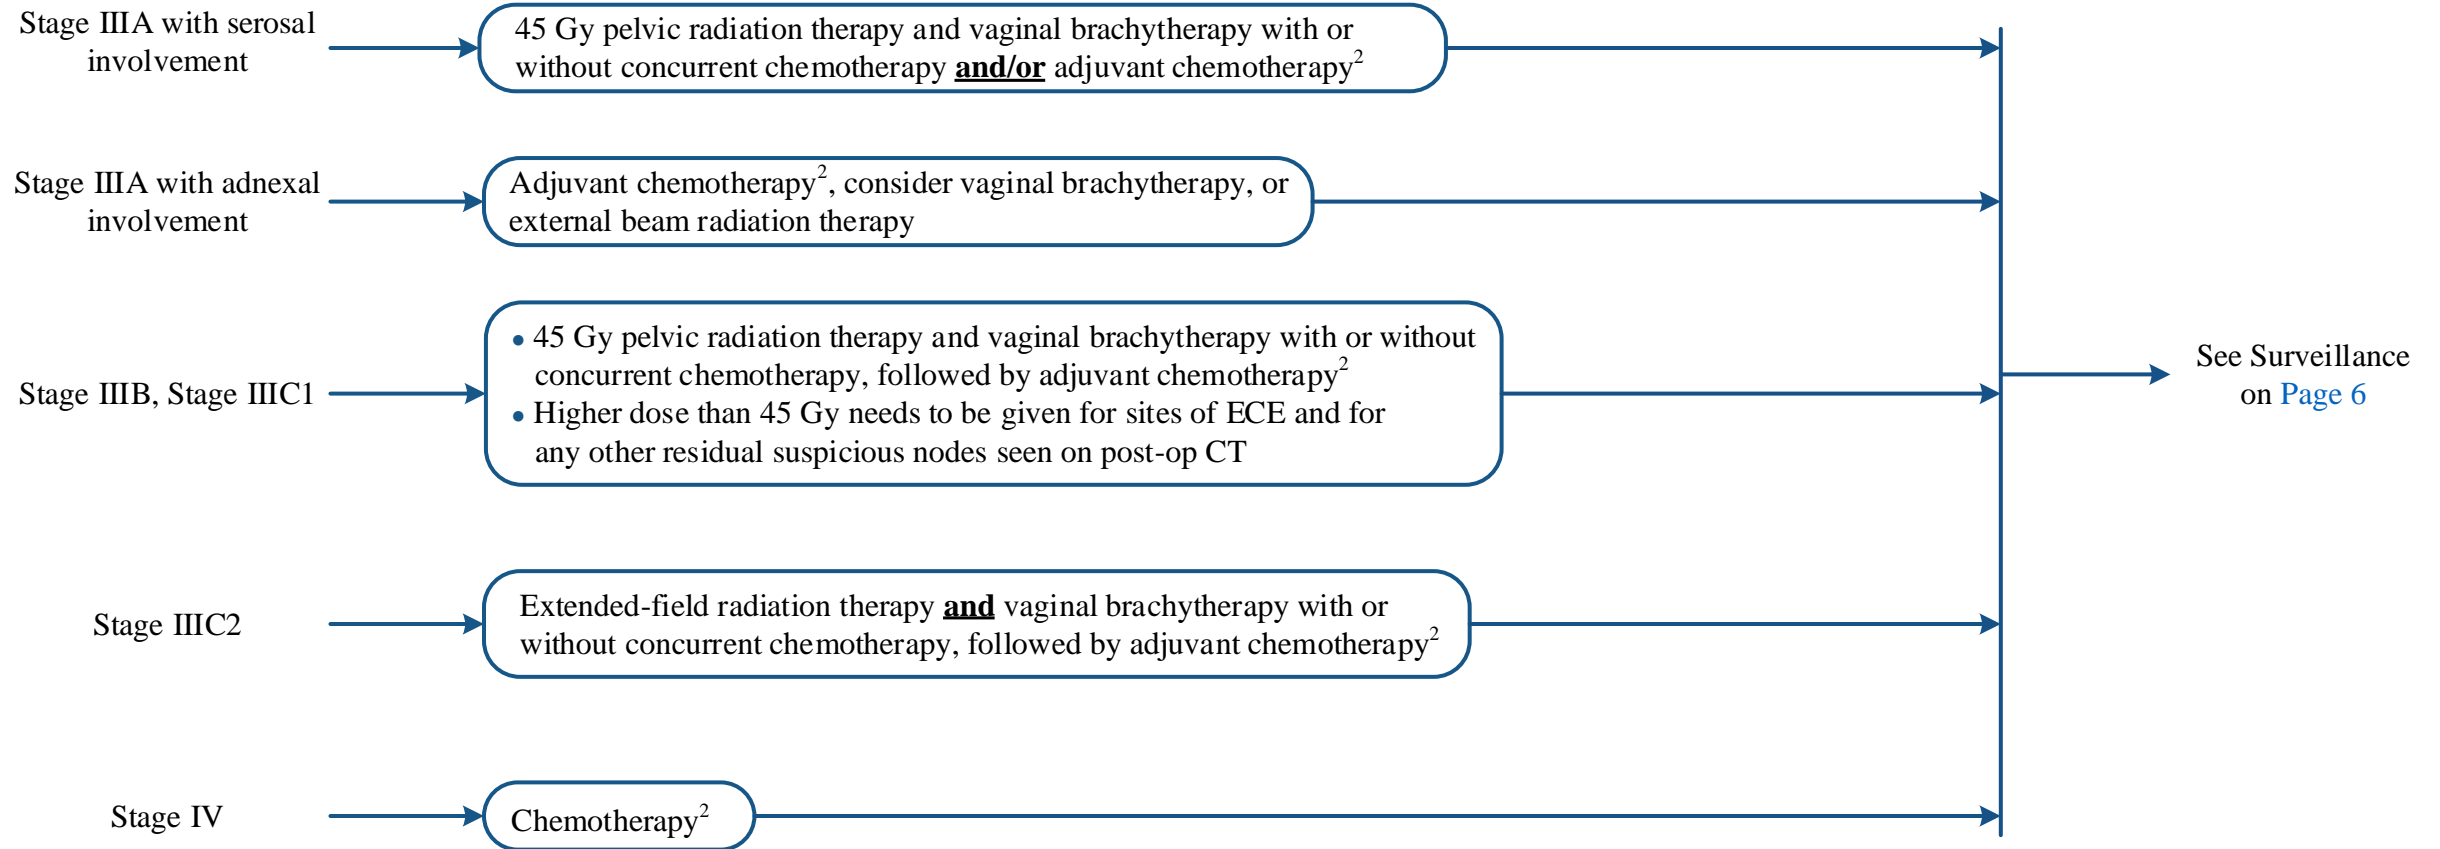 Stage IIIA with serosal
involvement
45 Gy pelvic radiation therapy and vaginal brachytherapy with or
without concurrent chemotherapy and/or adjuvant chemotherapy2
Stage IIIA with adnexal
involvement
Adjuvant chemotherapy2, consider vaginal brachytherapy, or
external beam radiation therapy
Stage IIIB, Stage IIIC1
• 45 Gy pelvic radiation therapy and vaginal brachytherapy with or without
concurrent chemotherapy, followed by adjuvant chemotherapy2
• Higher dose than 45 Gy needs to be given for sites of ECE and for
any other residual suspicious nodes seen on post-op CT
See Surveillance
on Page 6
Stage IIIC2
Extended-field radiation therapy and vaginal brachytherapy with or
without concurrent chemotherapy, followed by adjuvant chemotherapy2
Stage IV
Chemotherapy2